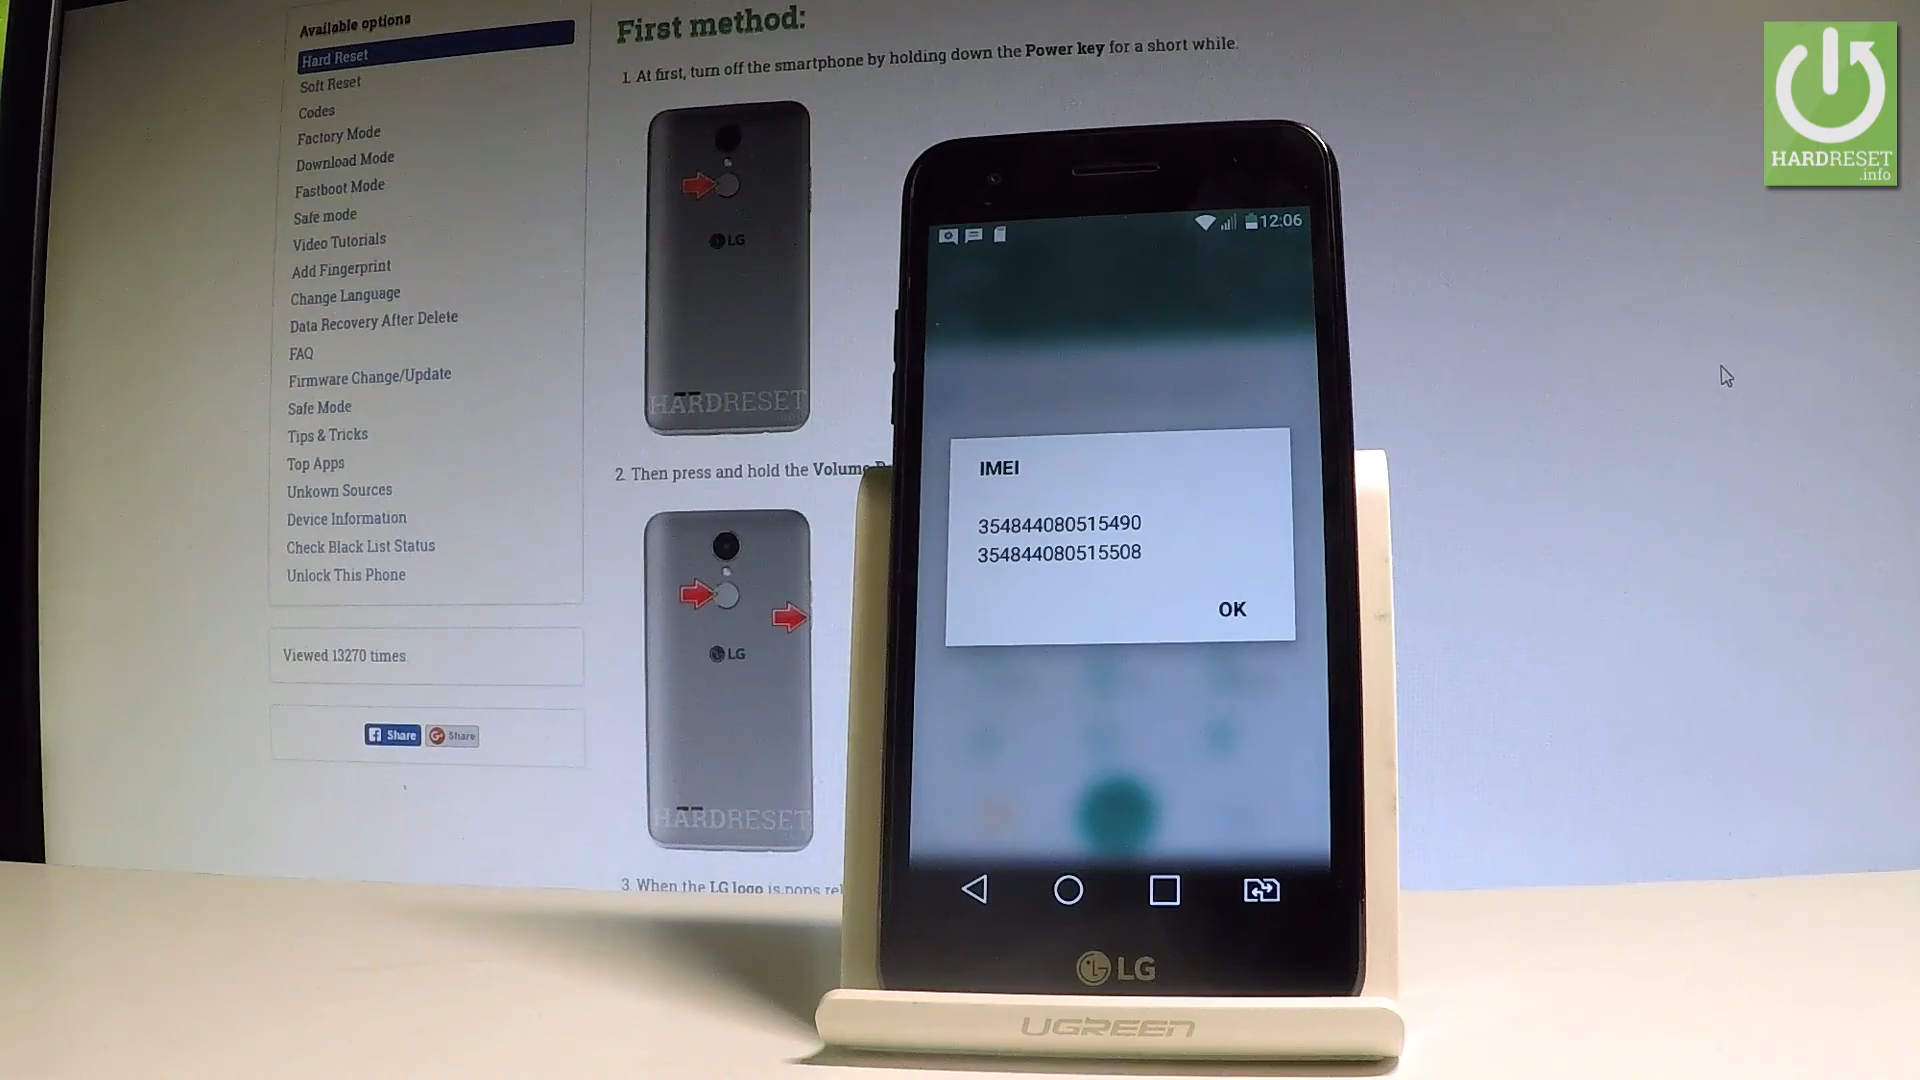 Available options
Hard Reset
Soft Reset
Codes
Factory Mode
Download Mode
Fastboot Mode
Safe mode
Video Tutorials
Add Fingerprint
Change Language
Data Recovery After Delete
FAQ
Firmware Change/Update
Safe Mode
Tips & Tricks
Top Apps
Unkown Sources
Device Information
Check Black List Status
Unlock This Phone
Viewed 13270 times
Share
Share
First method:
1. At first, turn off the smartphone by holding down the Power key for a short while.
LG
HARDRESET
2. Then press and hold the Volume
LG
HARDRESET
3. When the LG logo is pops
12:06
IMEI
354844080515490
354844080515508
OK
LG
UGREEN
HARDRESET
.info